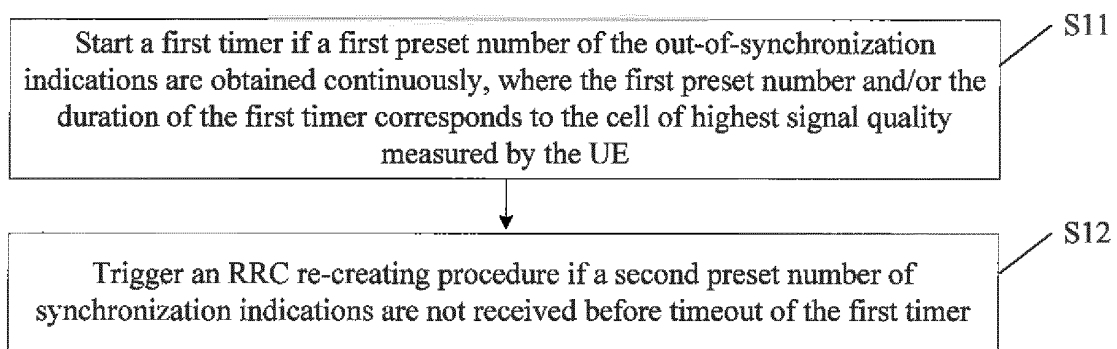 S11
Start a first timer if a first preset number of the out-of-synchronization
indications are obtained continuously, where the first preset number and/or the
duration of the first timer corresponds to the cell of highest signal quality
measured by the UE
S12
Trigger an RRC re-creating procedure if a second preset number of
synchronization indications are not received before timeout of the first timer